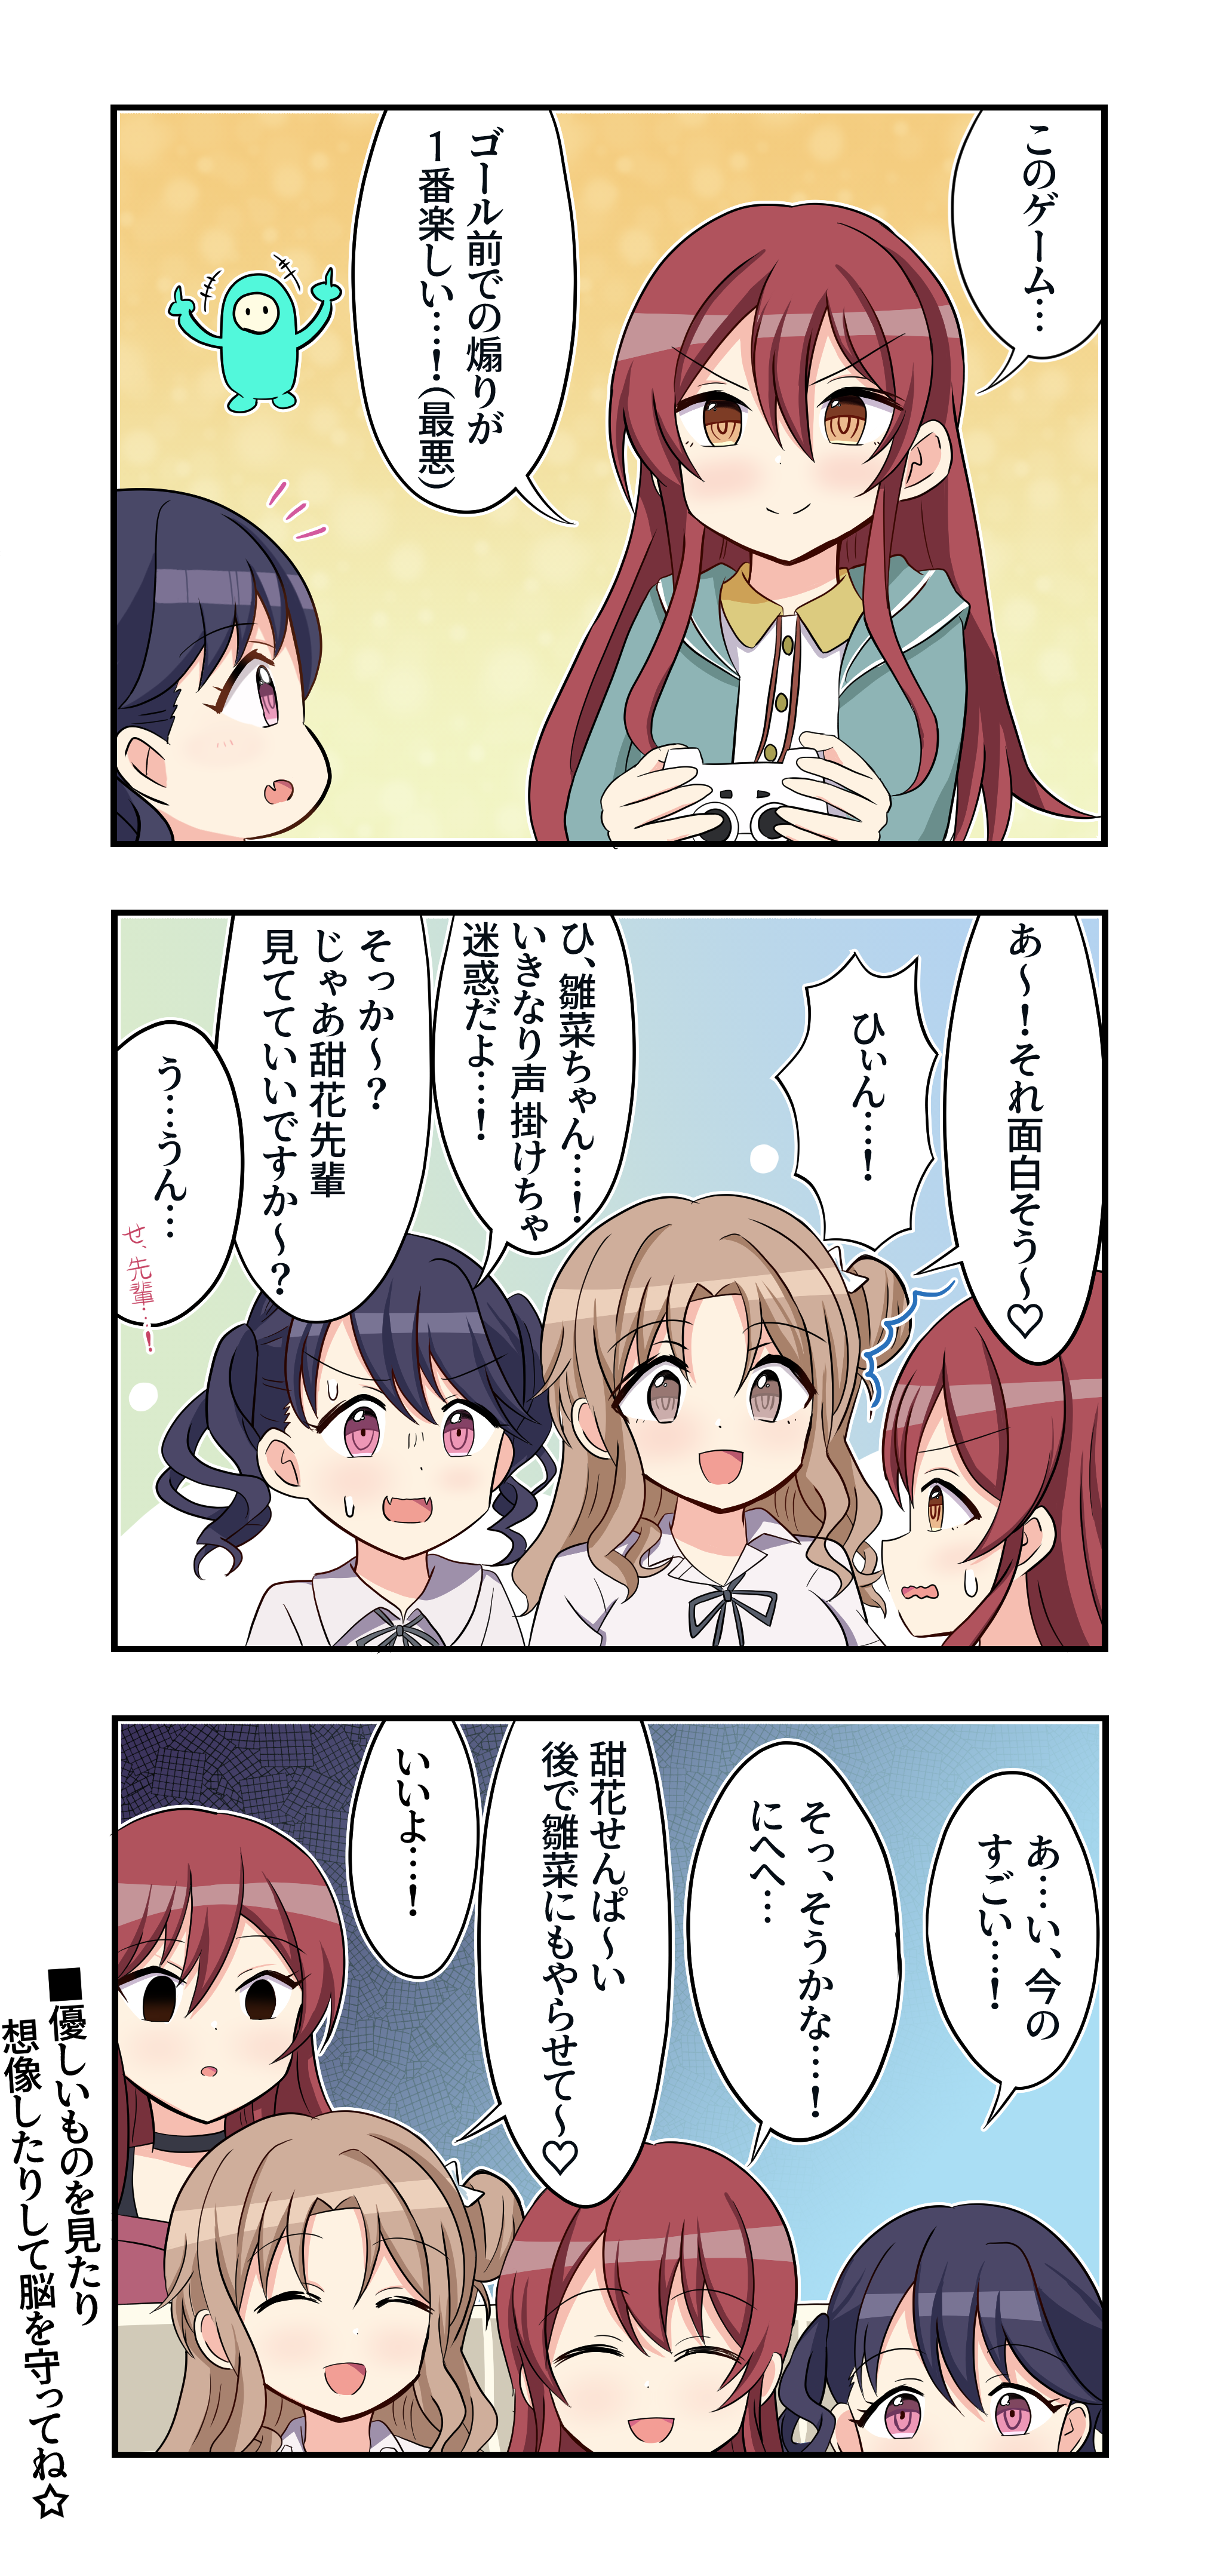 このゲーム…
ゴール前での煽りが
１番楽しい……！(最悪)
あ～！それ面白そう～♡
ひぃん……！
ひ、雛菜ちゃん……！
いきなり声掛けちゃ
迷惑だよ……！
そっか～？
じゃあ甜花先輩
見てていいですか～？
う…うん…
せ、先輩…！
あ…い、今の
すごい……！
そっ、そうかな……！
にへへ…
甜花せんぱ～い
後で雛菜にもやらせて～♡
いいよ……！
■優しいものを見たり
想像したりして脳を守ってね☆